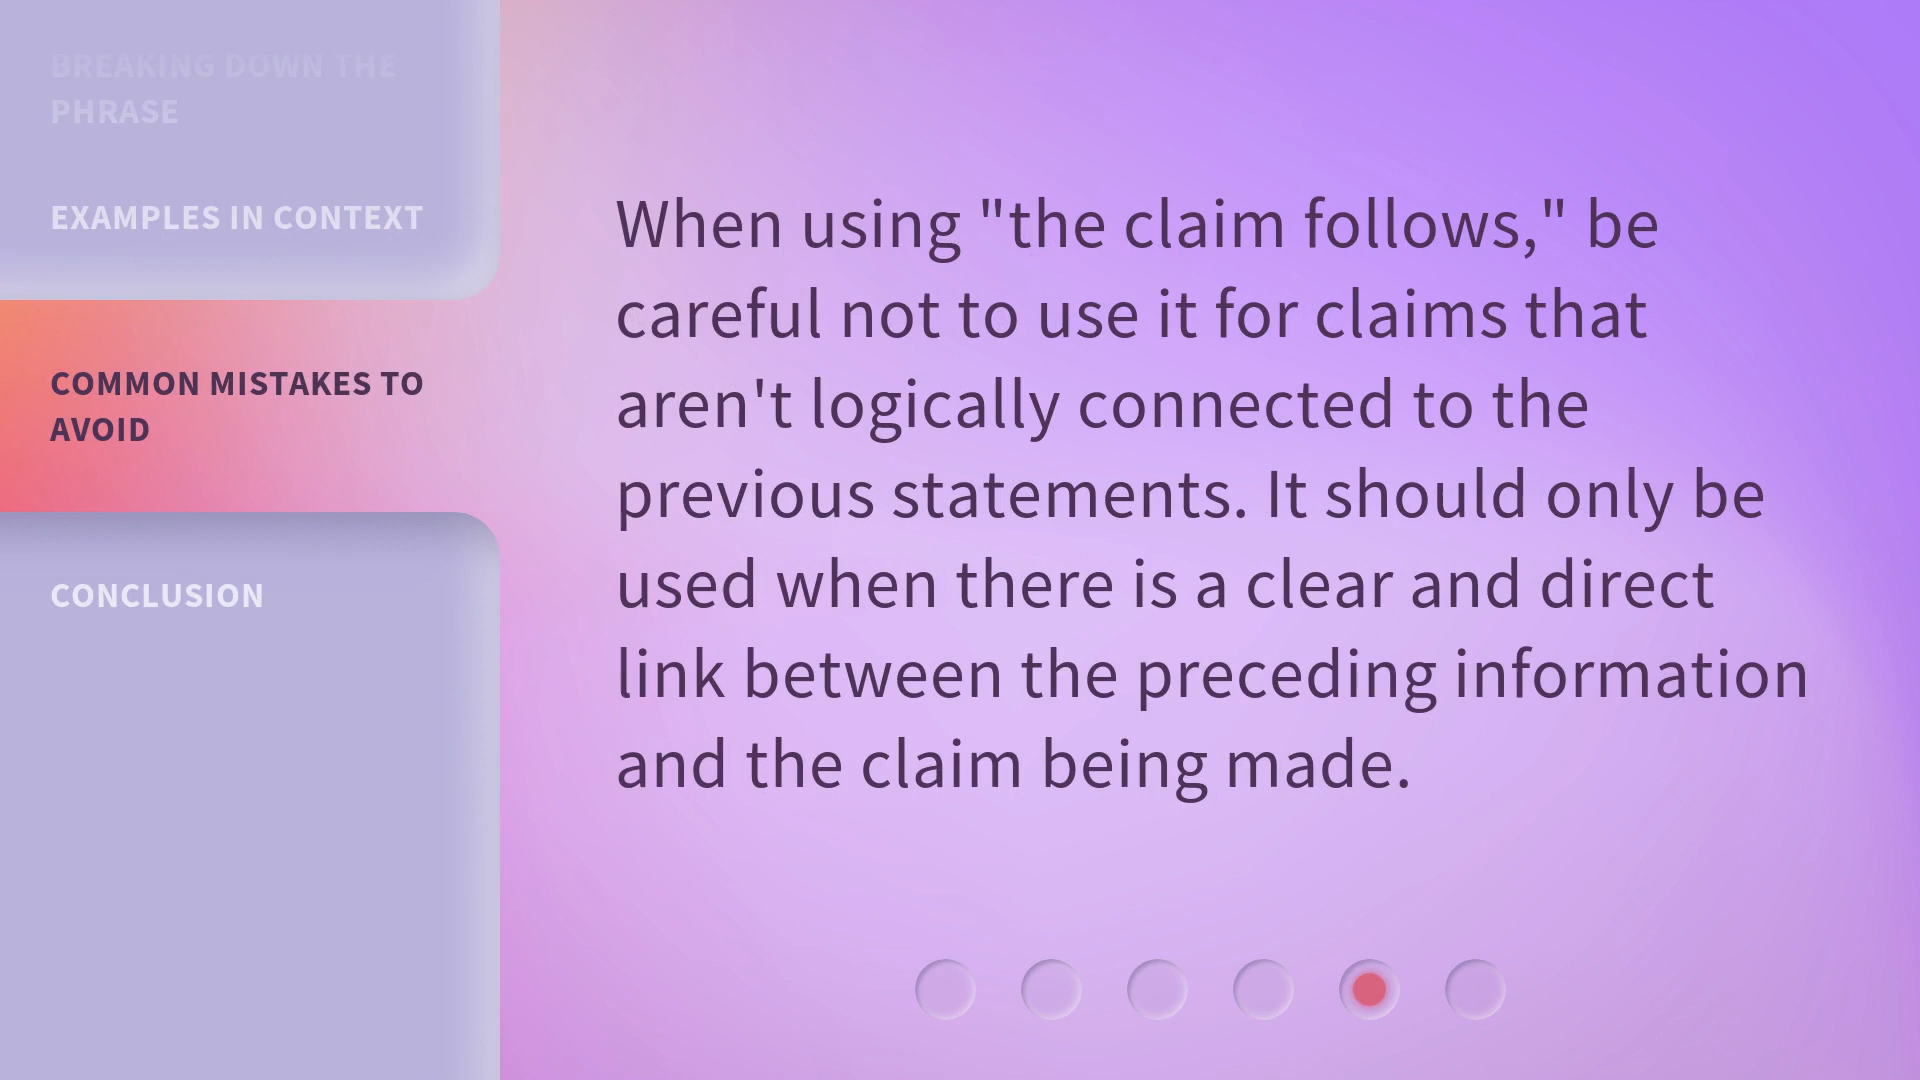 BREAKING DOWN THE
PHRASE
EXAMPLES IN CONTEXT
COMMON MISTAKES TO
AVOID
CONCLUSION
When using "the claim follows," be
careful not to use it for claims that
aren't logically connected to the
previous statements. It should only be
used when there is a clear and direct
link between the preceding information
and the claim being made.